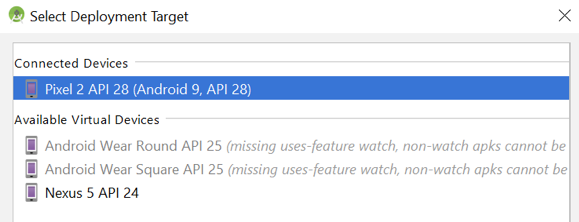 Select Deployment Target
Connected Devices
Pixel 2 API 28 (Android 9, API 28)
Available Virtual Devices
Android Wear Round API 25 (missing uses-feature watch, non-watch apks cannot be
Android Wear Square API 25 (missing uses-feature watch, non-watch apks cannot be
Nexus 5 API 24